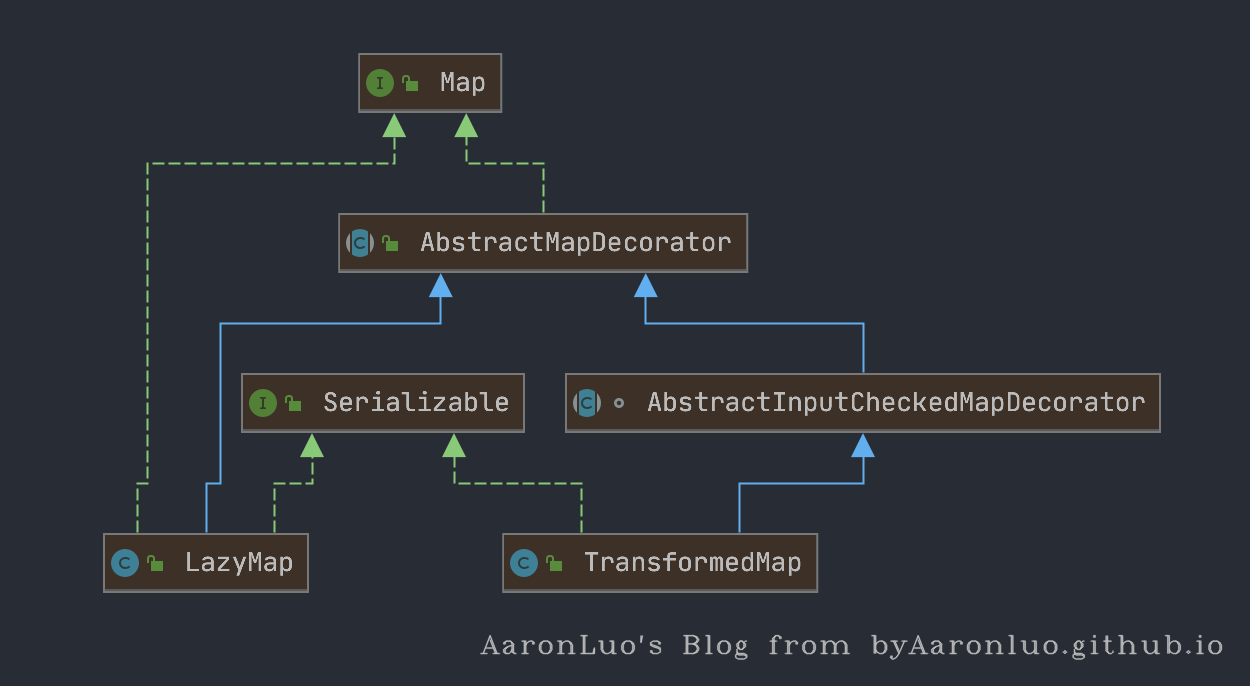 I Map
C AbstractMapDecorator
I Serializable
C AbstractInputCheckedMapDecorator
C LazyMap
C TransformedMap
AaronLuo's Blog from byAaronluo.github.io